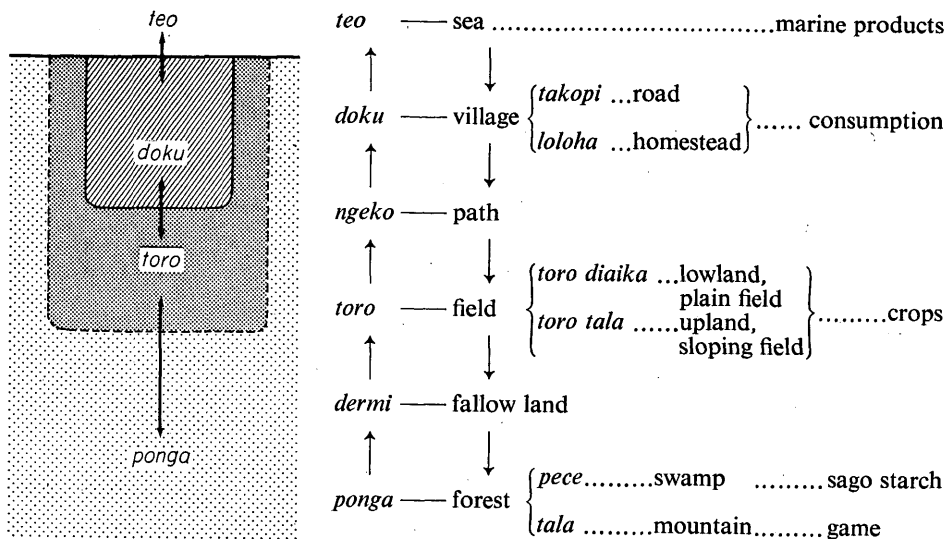 teo
doku
toro
ponga
teo — sea ........................................ marine products
doku — village { takopi ... road
loloha ... homestead } ...... consumption
ngeko — path
toro — field { toro diaika ... lowland,
plain field
toro tala ...... upland,
sloping field } ......... crops
dermi — fallow land
ponga — forest { pece ......... swamp ......... sago starch
tala ......... mountain ......... game